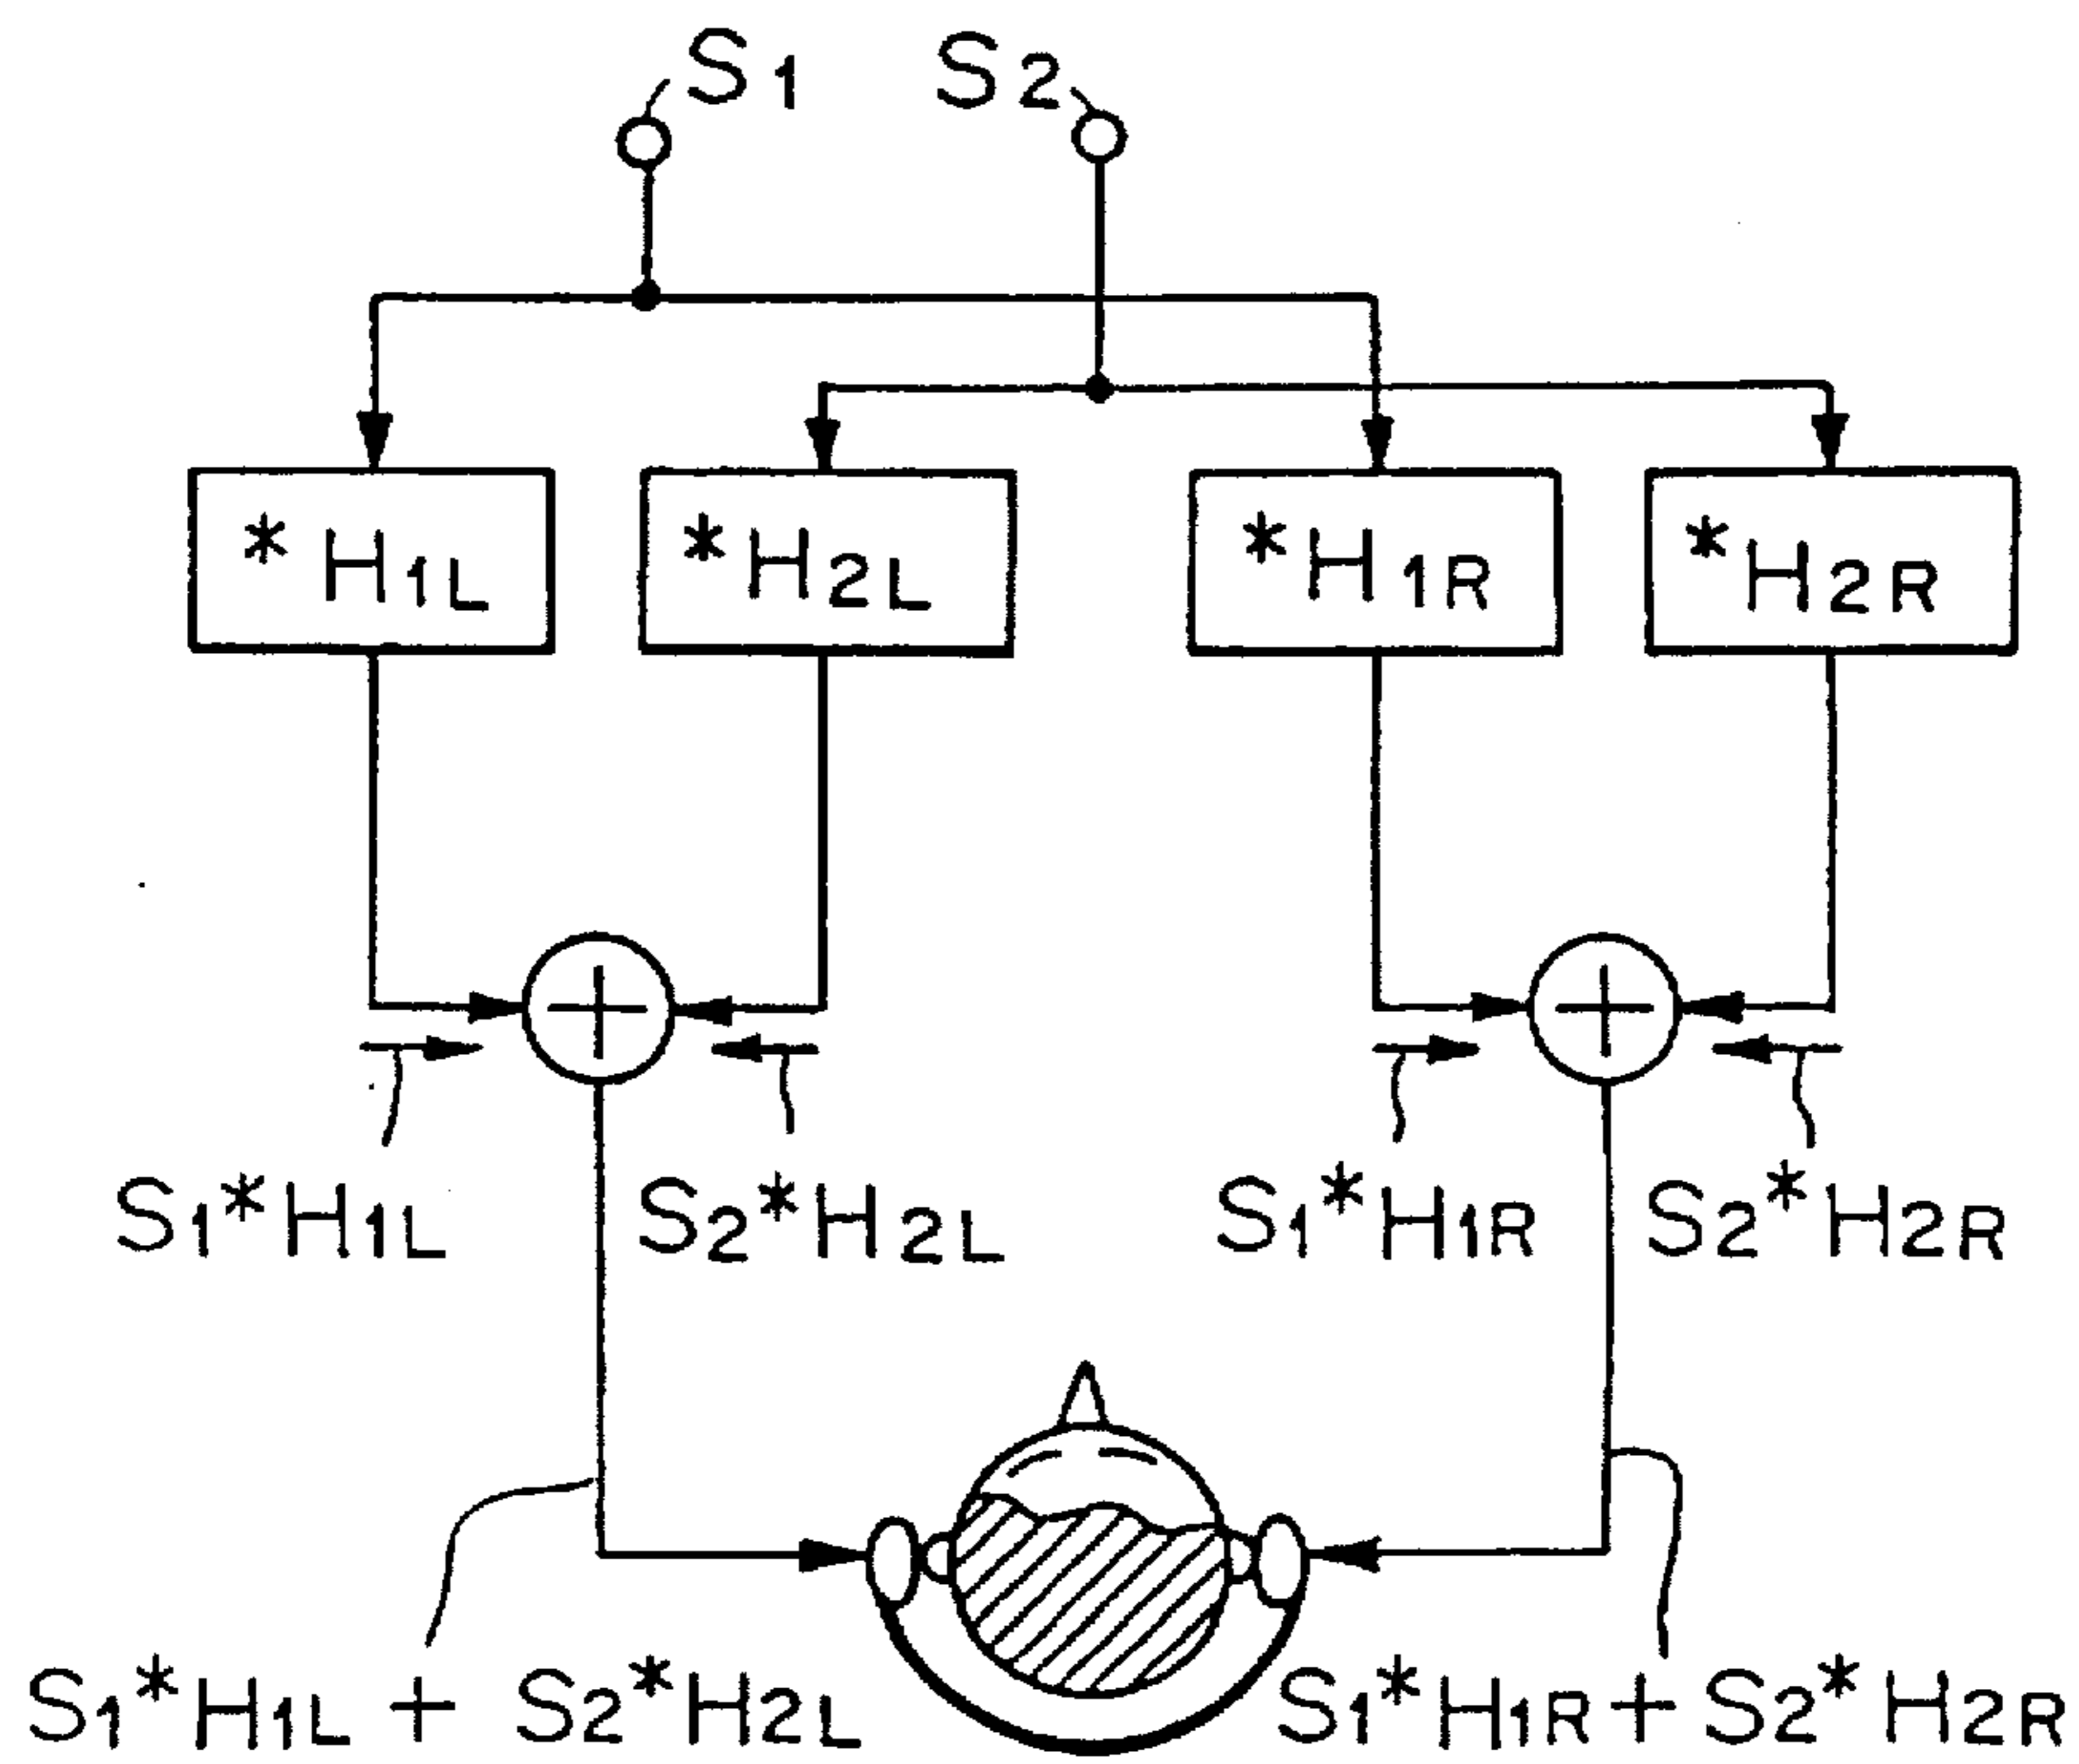 S1 S2
*H1L *H2L *H1R *H2R
S1*H1L S2*H2L S1*H1R S2*H2R
S1*H1L + S2*H2L S1*H1R+S2*H2R